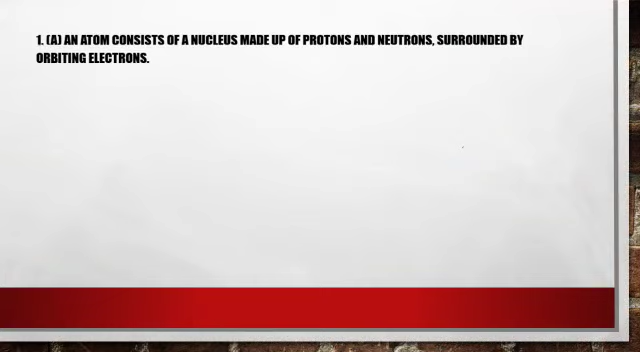 1. (A) AN ATOM CONSISTS OF A NUCLEUS MADE UP OF PROTONS AND NEUTRONS, SURROUNDED BY
ORBITING ELECTRONS.